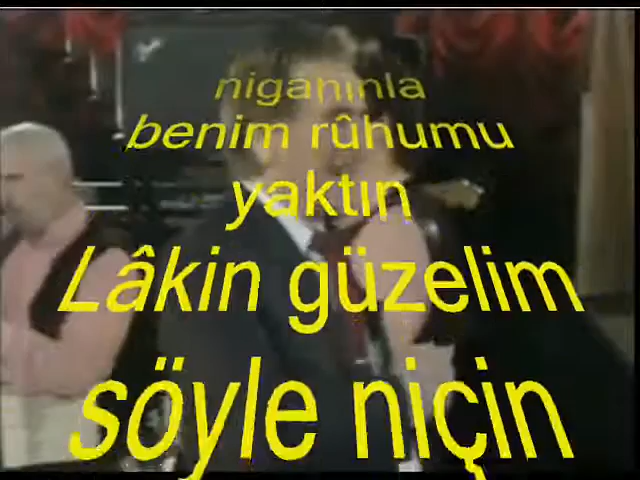 nigahınla
benim rûhumu
yaktın
Lâkin güzelim
söyle niçin